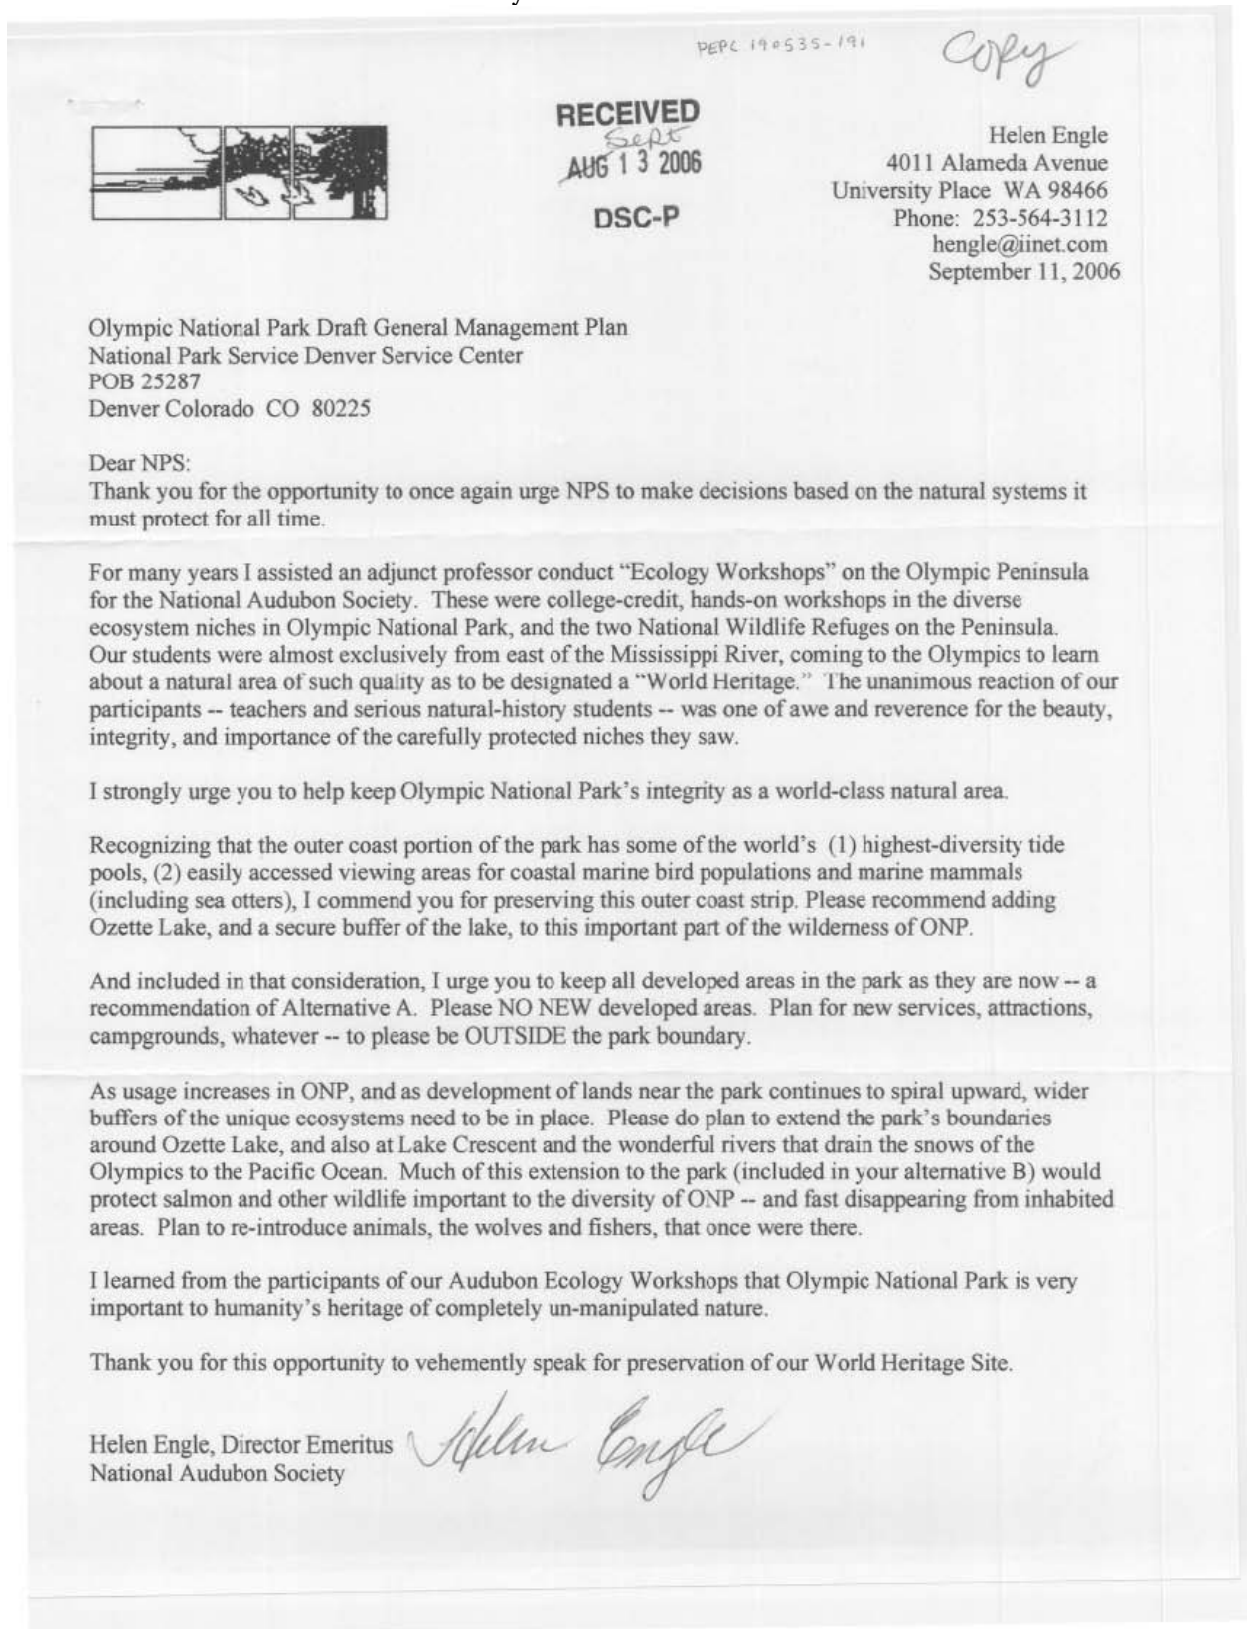 PEPC 190535-191
Copy
RECEIVED
Sept
AUG 13 2006
DSC-P
Helen Engle
4011 Alameda Avenue
University Place WA 98466
Phone: 253-564-3112
hengle@iinet.com
September 11, 2006
Olympic National Park Draft General Management Plan
National Park Service Denver Service Center
POB 25287
Denver Colorado CO 80225
Dear NPS:
Thank you for the opportunity to once again urge NPS to make decisions based on the natural systems it
must protect for all time.
For many years I assisted an adjunct professor conduct “Ecology Workshops” on the Olympic Peninsula
for the National Audubon Society. These were college-credit, hands-on workshops in the diverse
ecosystem niches in Olympic National Park, and the two National Wildlife Refuges on the Peninsula.
Our students were almost exclusively from east of the Mississippi River, coming to the Olympics to learn
about a natural area of such quality as to be designated a “World Heritage.” The unanimous reaction of our
participants -- teachers and serious natural-history students -- was one of awe and reverence for the beauty,
integrity, and importance of the carefully protected niches they saw.
I strongly urge you to help keep Olympic National Park’s integrity as a world-class natural area.
Recognizing that the outer coast portion of the park has some of the world’s (1) highest-diversity tide
pools, (2) easily accessed viewing areas for coastal marine bird populations and marine mammals
(including sea otters), I commend you for preserving this outer coast strip. Please recommend adding
Ozette Lake, and a secure buffer of the lake, to this important part of the wilderness of ONP.
And included in that consideration, I urge you to keep all developed areas in the park as they are now -- a
recommendation of Alternative A. Please NO NEW developed areas. Plan for new services, attractions,
campgrounds, whatever -- to please be OUTSIDE the park boundary.
As usage increases in ONP, and as development of lands near the park continues to spiral upward, wider
buffers of the unique ecosystems need to be in place. Please do plan to extend the park’s boundaries
around Ozette Lake, and also at Lake Crescent and the wonderful rivers that drain the snows of the
Olympics to the Pacific Ocean. Much of this extension to the park (included in your alternative B) would
protect salmon and other wildlife important to the diversity of ONP -- and fast disappearing from inhabited
areas. Plan to re-introduce animals, the wolves and fishers, that once were there.
I learned from the participants of our Audubon Ecology Workshops that Olympic National Park is very
important to humanity’s heritage of completely un-manipulated nature.
Thank you for this opportunity to vehemently speak for preservation of our World Heritage Site.
Helen Engle, Director Emeritus Helen Engle
National Audubon Society